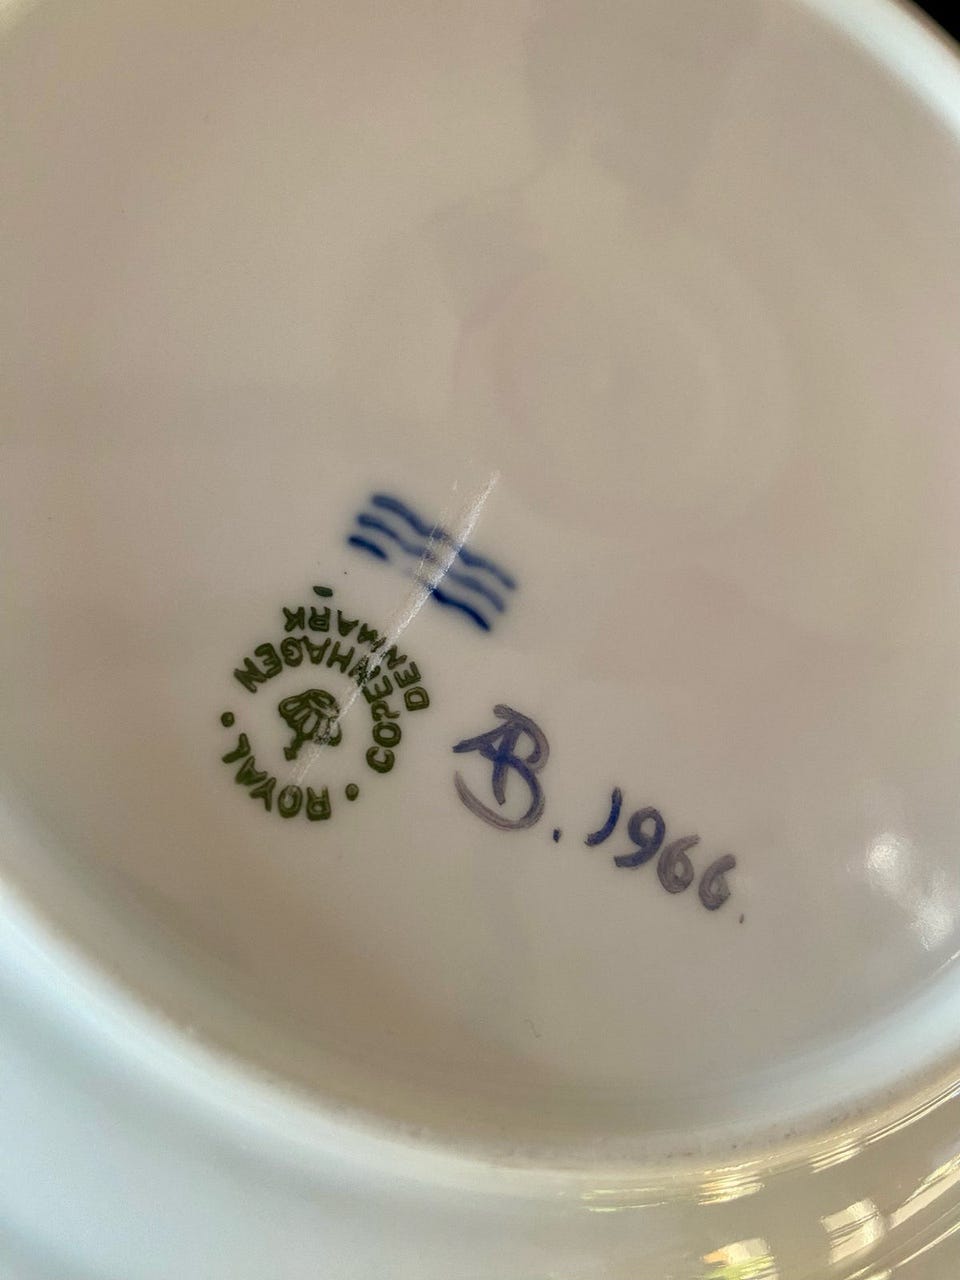 ROYAL
COPENHAGEN
DENMARK
AB. 1966.